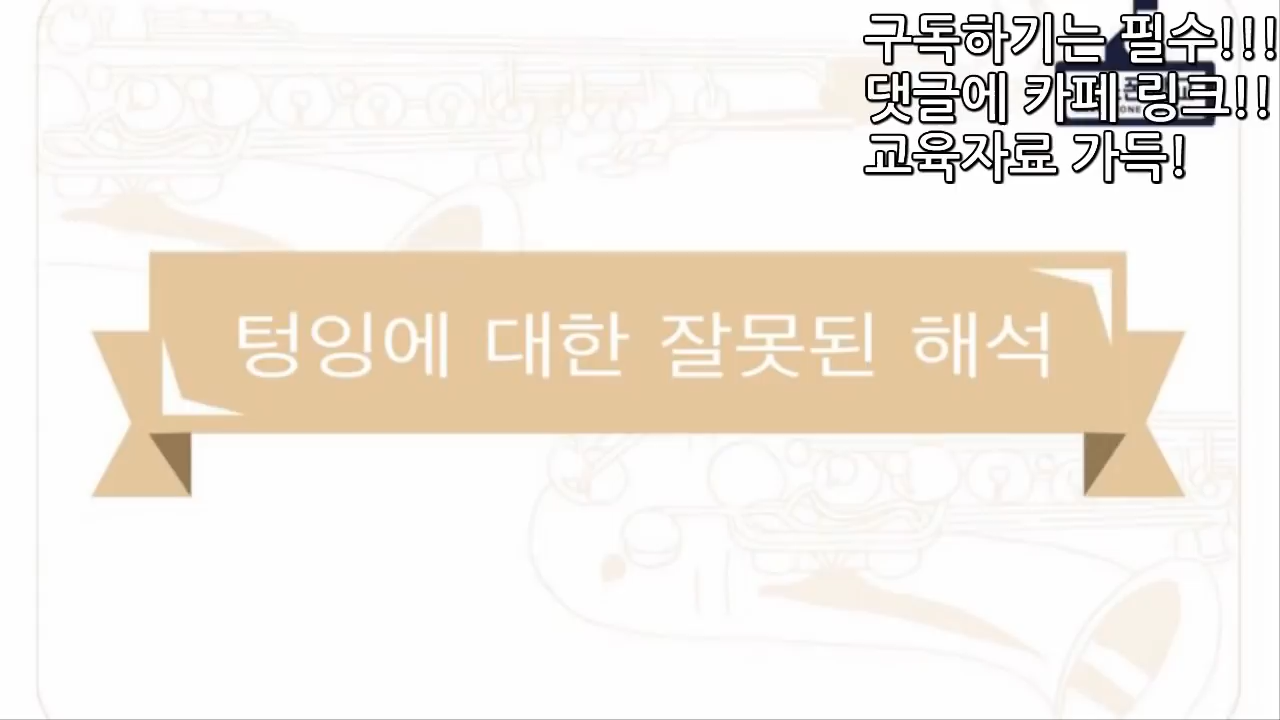 구독하기는 필수!!!
댓글에 카페 링크!!
교육자료 가득!
텅잉에 대한 잘못된 해석